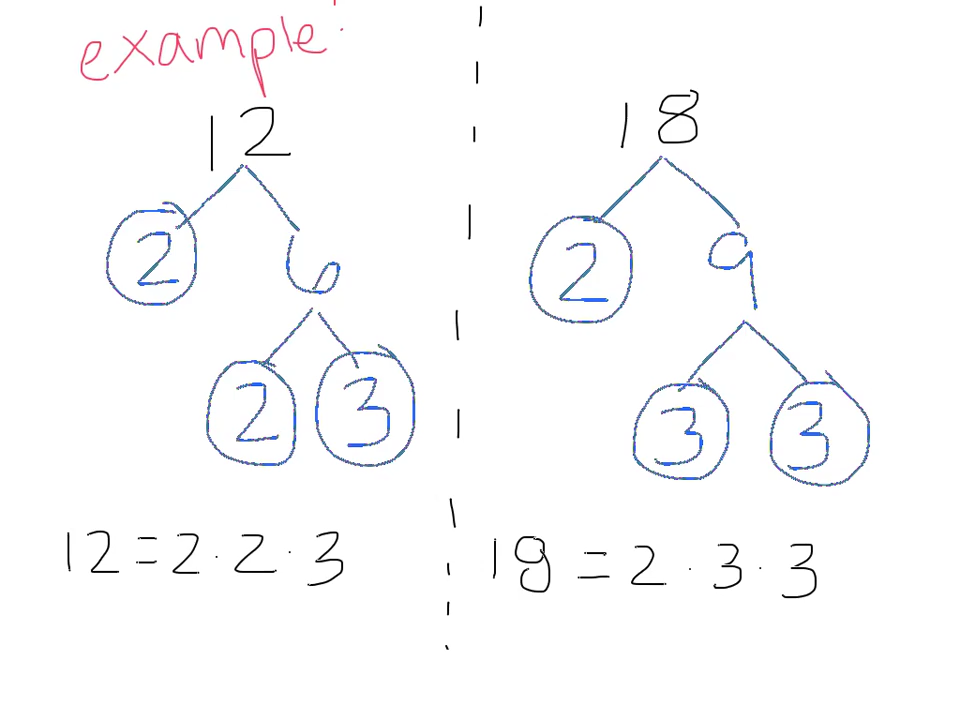 example:
12
2 6
2 3
12 = 2 · 2 · 3
18
2 9
3 3
18 = 2 · 3 · 3